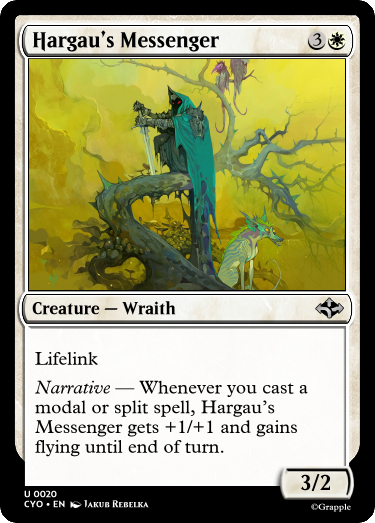 Hargau's Messenger 3
Creature — Wraith
Lifelink
Narrative — Whenever you cast a
modal or split spell, Hargau's
Messenger gets +1/+1 and gains
flying until end of turn.
3/2
U 0020
CYO • EN Jakub Rebelka
©Grapple